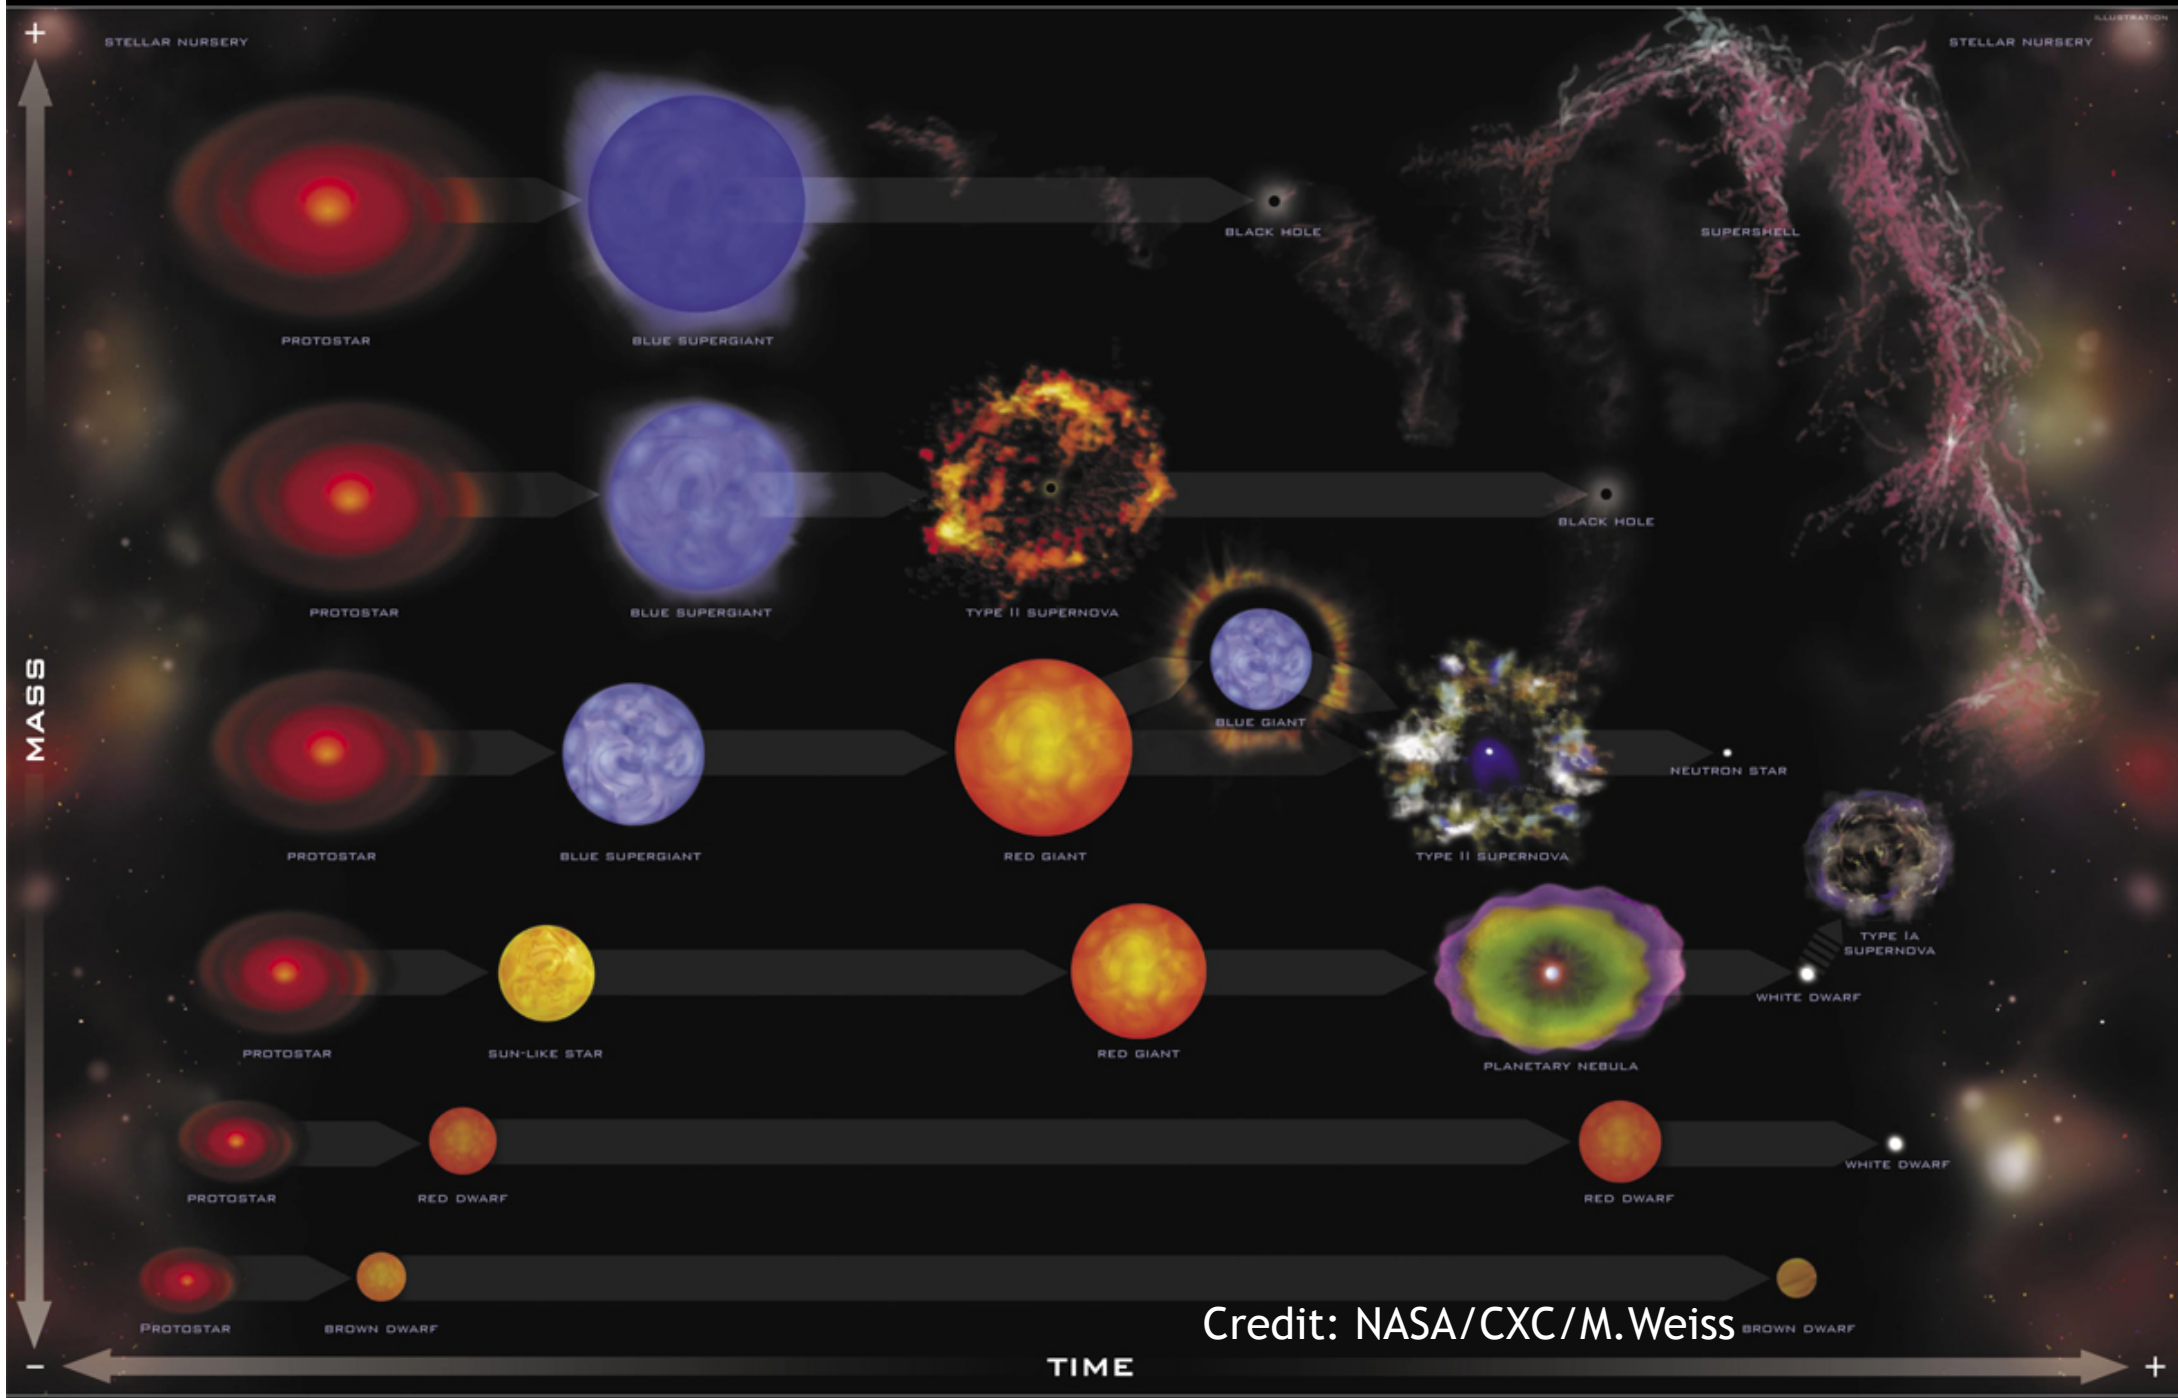 +
ILLUSTRATION
STELLAR NURSERY
STELLAR NURSERY
BLACK HOLE
SUPERSHELL
PROTOSTAR
BLUE SUPERGIANT
BLACK HOLE
PROTOSTAR
BLUE SUPERGIANT
TYPE II SUPERNOVA
MASS
BLUE GIANT
NEUTRON STAR
PROTOSTAR
BLUE SUPERGIANT
RED GIANT
TYPE II SUPERNOVA
TYPE IA
SUPERNOVA
WHITE DWARF
PROTOSTAR
SUN-LIKE STAR
RED GIANT
PLANETARY NEBULA
WHITE DWARF
PROTOSTAR
RED DWARF
RED DWARF
Credit: NASA/CXC/M.Weiss
PROTOSTAR
BROWN DWARF
BROWN DWARF
−
TIME
+